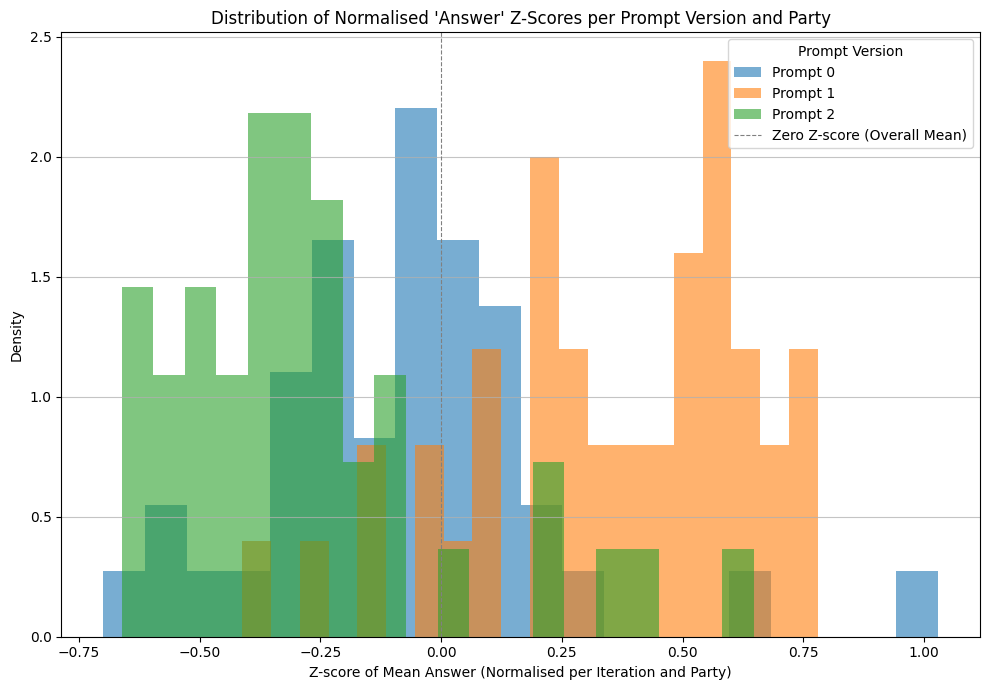 Distribution of Normalised 'Answer' Z-Scores per Prompt Version and Party
2.5
2.0
1.5
1.0
0.5
0.0
Density
Prompt Version
Prompt 0
Prompt 1
Prompt 2
Zero Z-score (Overall Mean)
−0.75
−0.50
−0.25
0.00
0.25
0.50
0.75
1.00
Z-score of Mean Answer (Normalised per Iteration and Party)